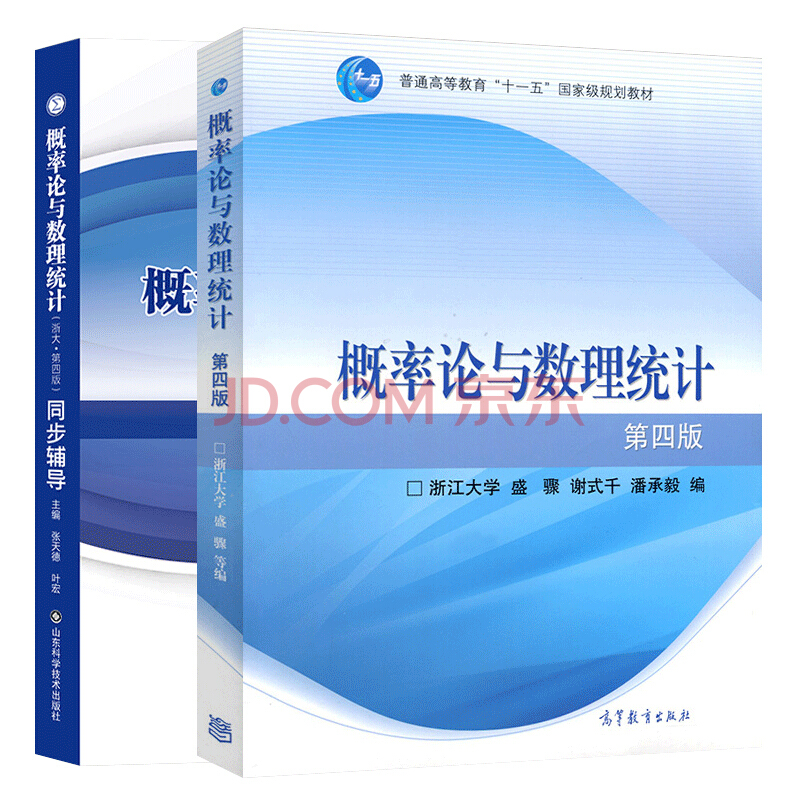 概率论与数理统计
(浙大·第四版)
同步辅导
主编 张天德 叶宏
山东科学技术出版社
概
十一五
概率论与数理统计
第四版
□浙江大学 盛 骤 等编
十一五
普通高等教育“十一五”国家级规划教材
概率论与数理统计
第四版
□ 浙江大学 盛 骤 谢式千 潘承毅 编
高等教育出版社
JD.COM 京东